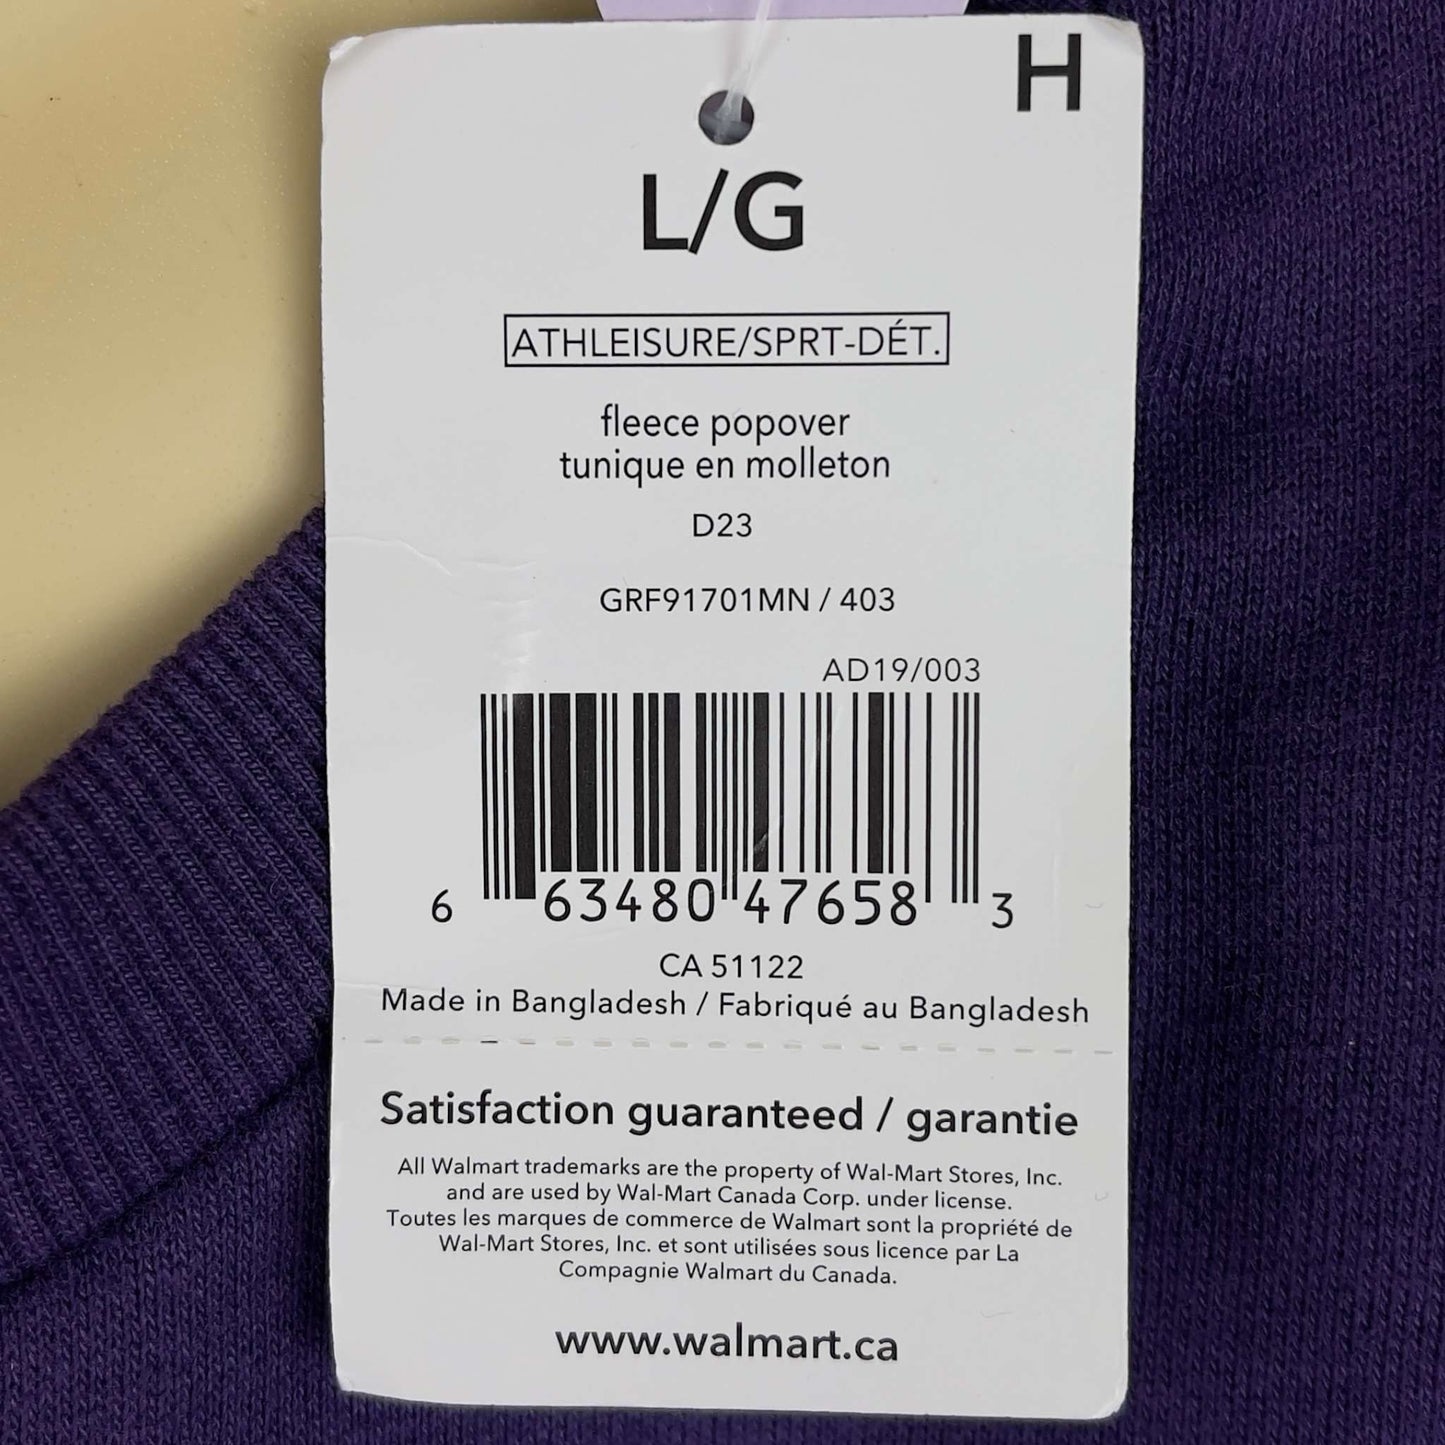 H
L/G
ATHLEISURE/SPRT-DÉT.
fleece popover
tunique en molleton
D23
GRF91701MN / 403
AD19/003
6 63480 47658 3
CA 51122
Made in Bangladesh / Fabriqué au Bangladesh
Satisfaction guaranteed / garantie
All Walmart trademarks are the property of Wal-Mart Stores, Inc.
and are used by Wal-Mart Canada Corp. under license.
Toutes les marques de commerce de Walmart sont la propriété de
Wal-Mart Stores, Inc. et sont utilisées sous licence par La
Compagnie Walmart du Canada.
www.walmart.ca